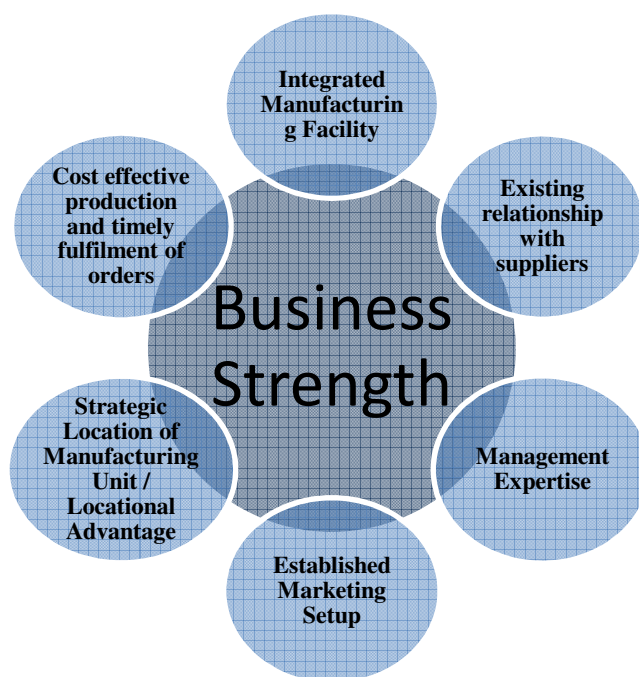 Integrated
Manufacturin
g Facility
Existing
relationship
with
suppliers
Management
Expertise
Established
Marketing
Setup
Strategic
Location of
Manufacturing
Unit /
Locational
Advantage
Cost effective
production
and timely
fulfilment of
orders
Business
Strength